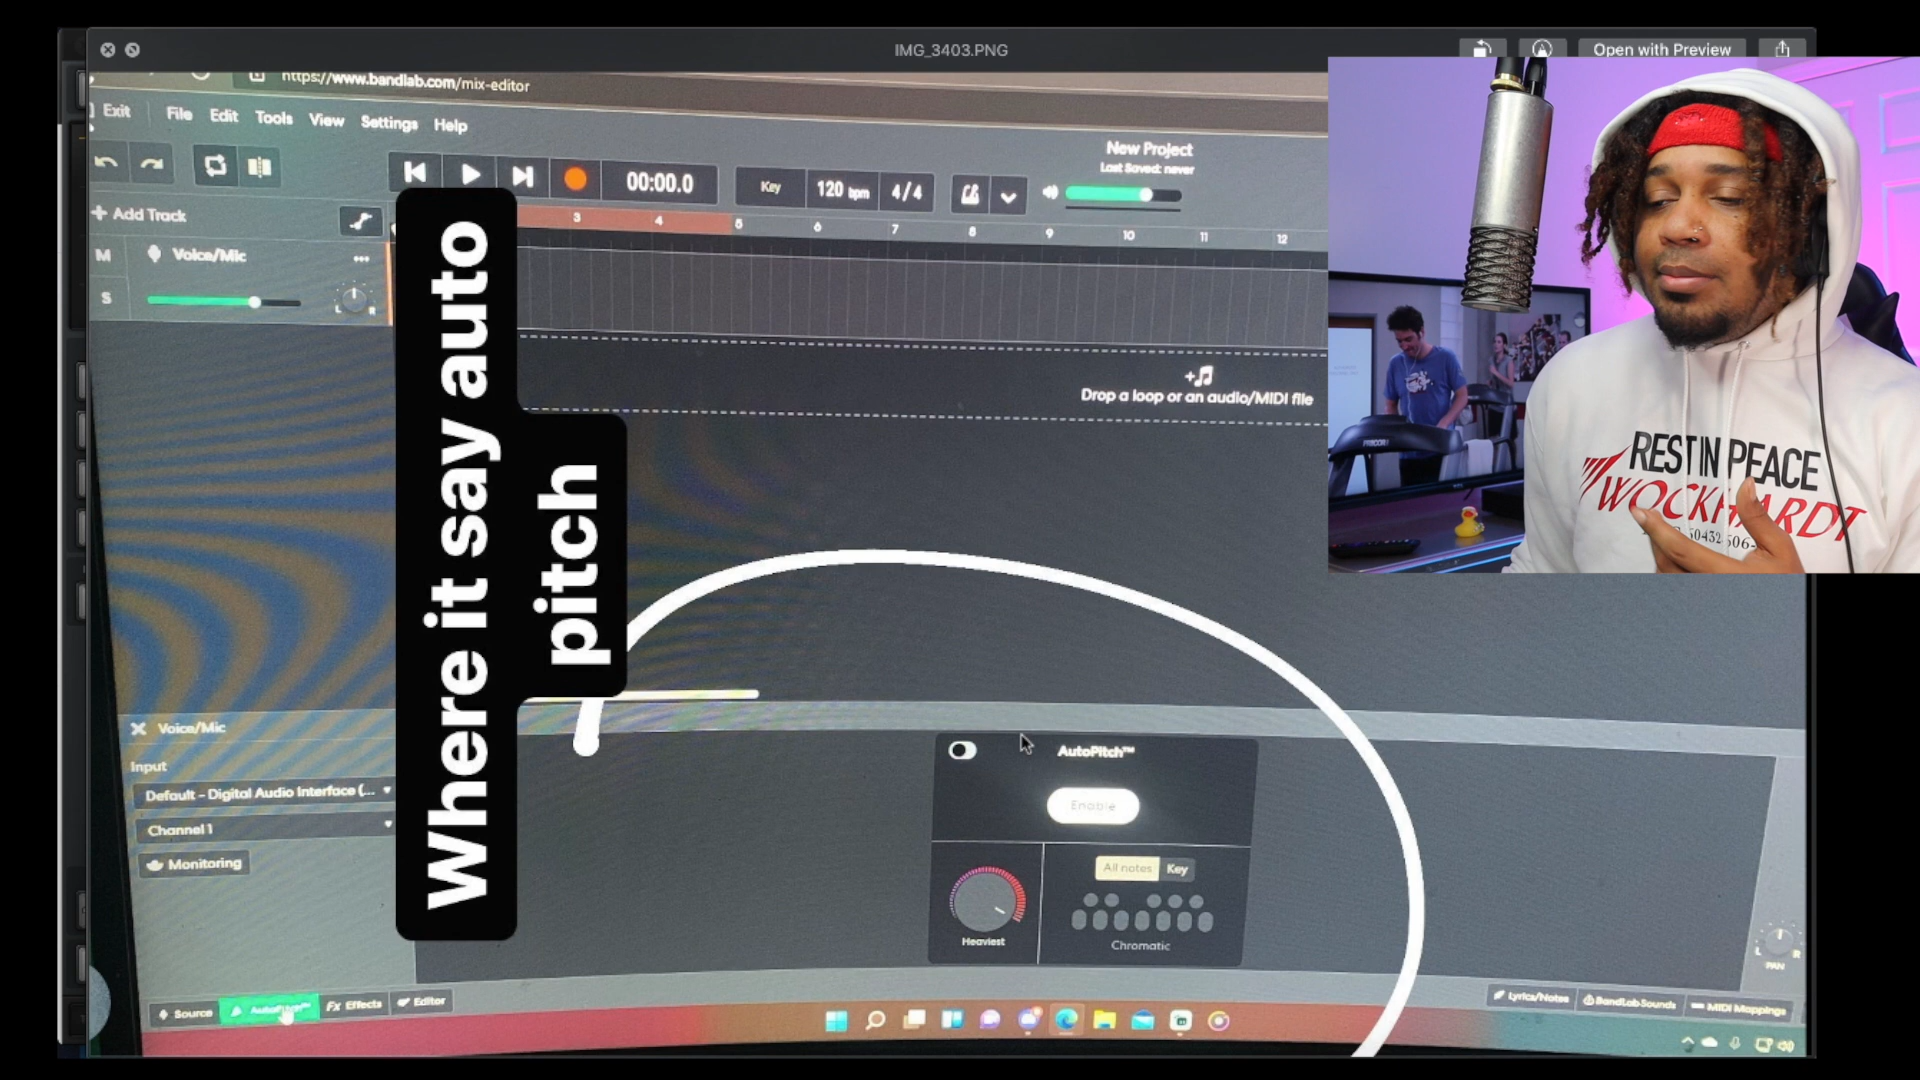 IMG_3403.PNG
Open with Preview
https://www.bandlab.com/mix-editor
Exit File Edit Tools View Settings Help
New Project
Last Saved: never
00:00.0 Key 120 bpm 4/4
+ Add Track
3 4 5 6 7 8 9 10 11 12
M Voice/Mic ...
S L R
+ Drop a loop or an audio/MIDI file
Where it say auto
pitch
REST IN PEACE
WOCKHARDT
PRECOR
Voice/Mic
Input
Default - Digital Audio Interface (...
Channel 1
Monitoring
AutoPitch™
Enable
All notes Key
Heaviest
Chromatic
L R
PAN
Source AutoPitch™ Fx Effects Editor
Lyrics/Notes BandLab Sounds MIDI Mappings